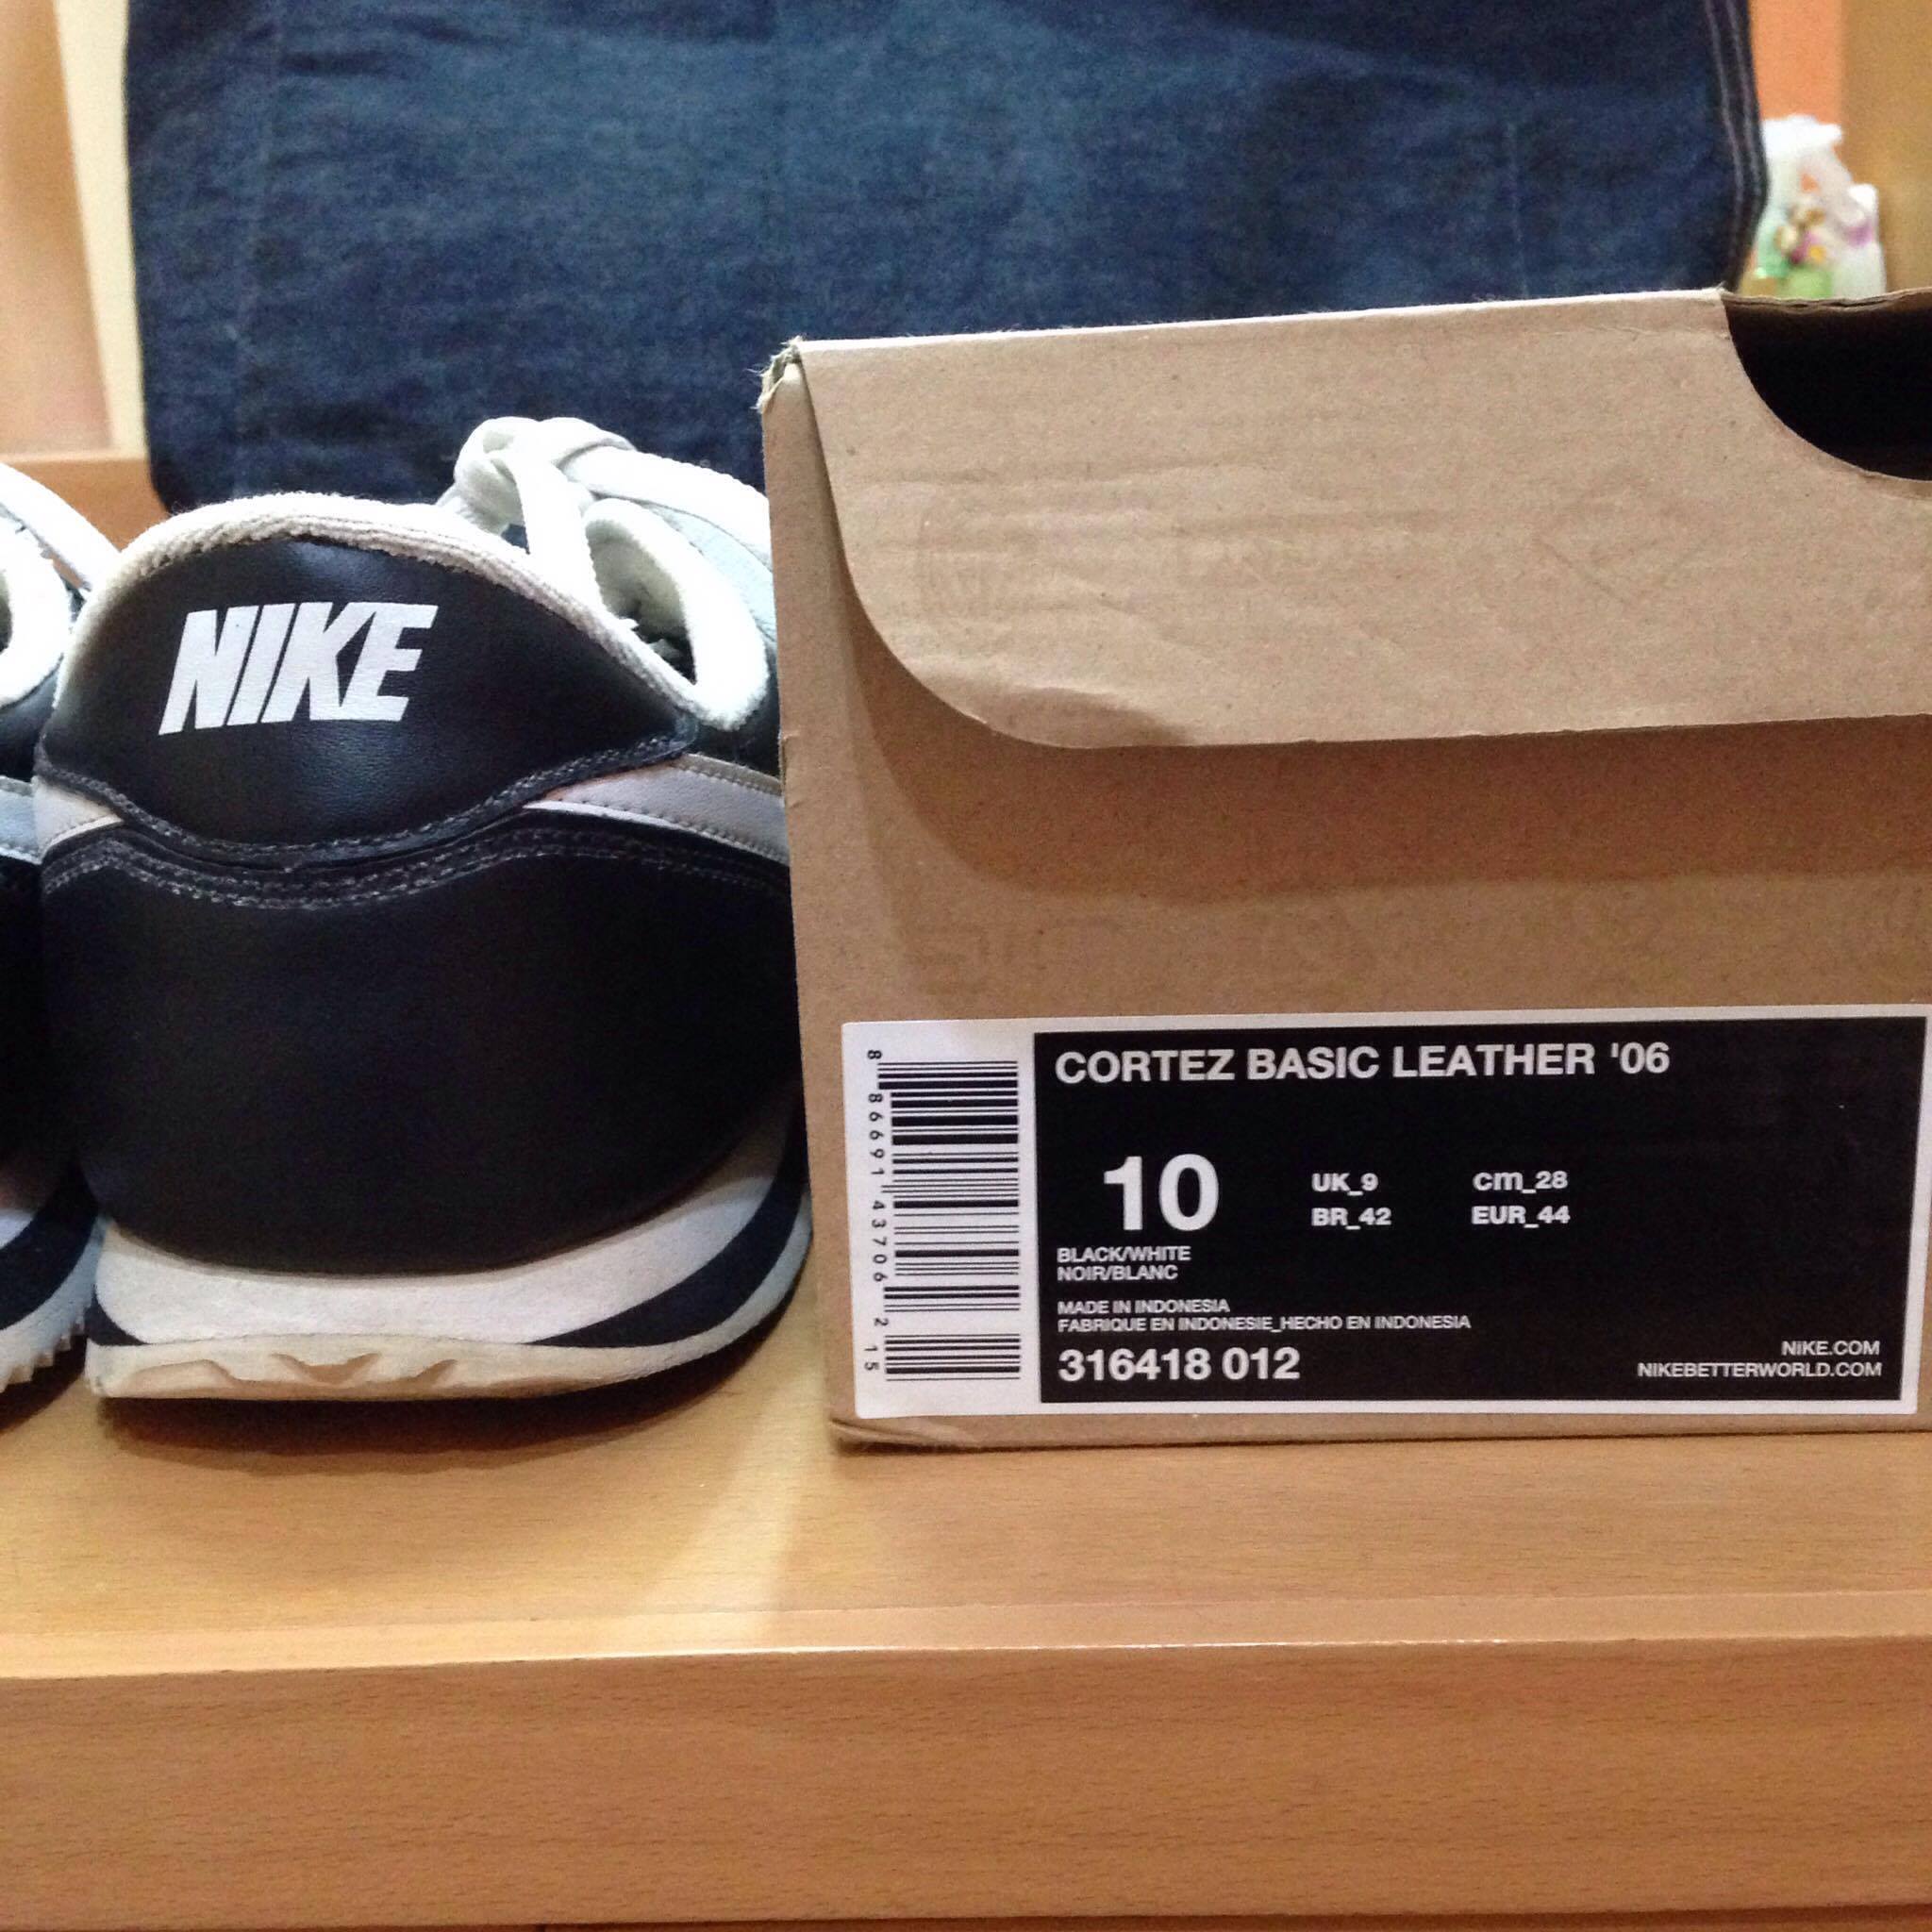 NIKE
CORTEZ BASIC LEATHER '06
10
UK_9 cm_28
BR_42 EUR_44
BLACK/WHITE
NOIR/BLANC
MADE IN INDONESIA
FABRIQUE EN INDONESIE_HECHO EN INDONESIA
316418 012
NIKE.COM
NIKEBETTERWORLD.COM
8 86691 43706 2 15